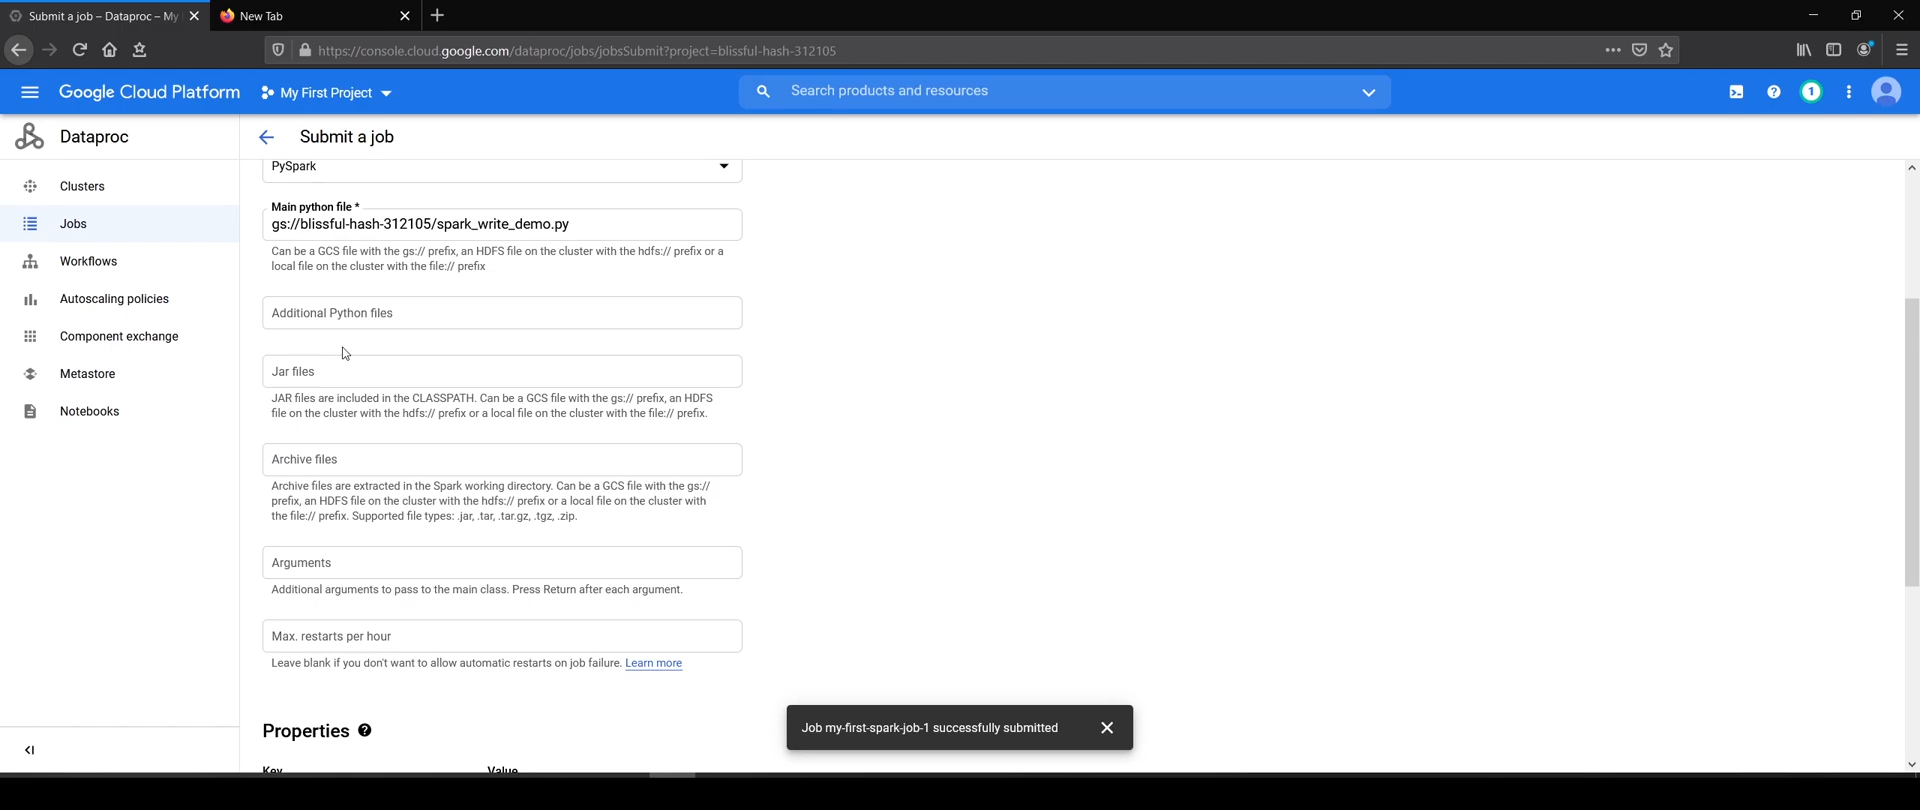 Submit a job – Dataproc – My
New Tab
https://console.cloud.google.com/dataproc/jobs/jobsSubmit?project=blissful-hash-312105
Google Cloud Platform
My First Project
Search products and resources
1
Dataproc
Submit a job
Clusters
Jobs
Workflows
Autoscaling policies
Component exchange
Metastore
Notebooks
PySpark
Main python file *
gs://blissful-hash-312105/spark_write_demo.py
Can be a GCS file with the gs:// prefix, an HDFS file on the cluster with the hdfs:// prefix or a
local file on the cluster with the file:// prefix
Additional Python files
Jar files
JAR files are included in the CLASSPATH. Can be a GCS file with the gs:// prefix, an HDFS
file on the cluster with the hdfs:// prefix or a local file on the cluster with the file:// prefix.
Archive files
Archive files are extracted in the Spark working directory. Can be a GCS file with the gs://
prefix, an HDFS file on the cluster with the hdfs:// prefix or a local file on the cluster with
the file:// prefix. Supported file types: .jar, .tar, .tar.gz, .tgz, .zip.
Arguments
Additional arguments to pass to the main class. Press Return after each argument.
Max. restarts per hour
Leave blank if you don't want to allow automatic restarts on job failure. Learn more
Properties
Job my-first-spark-job-1 successfully submitted
Key Value